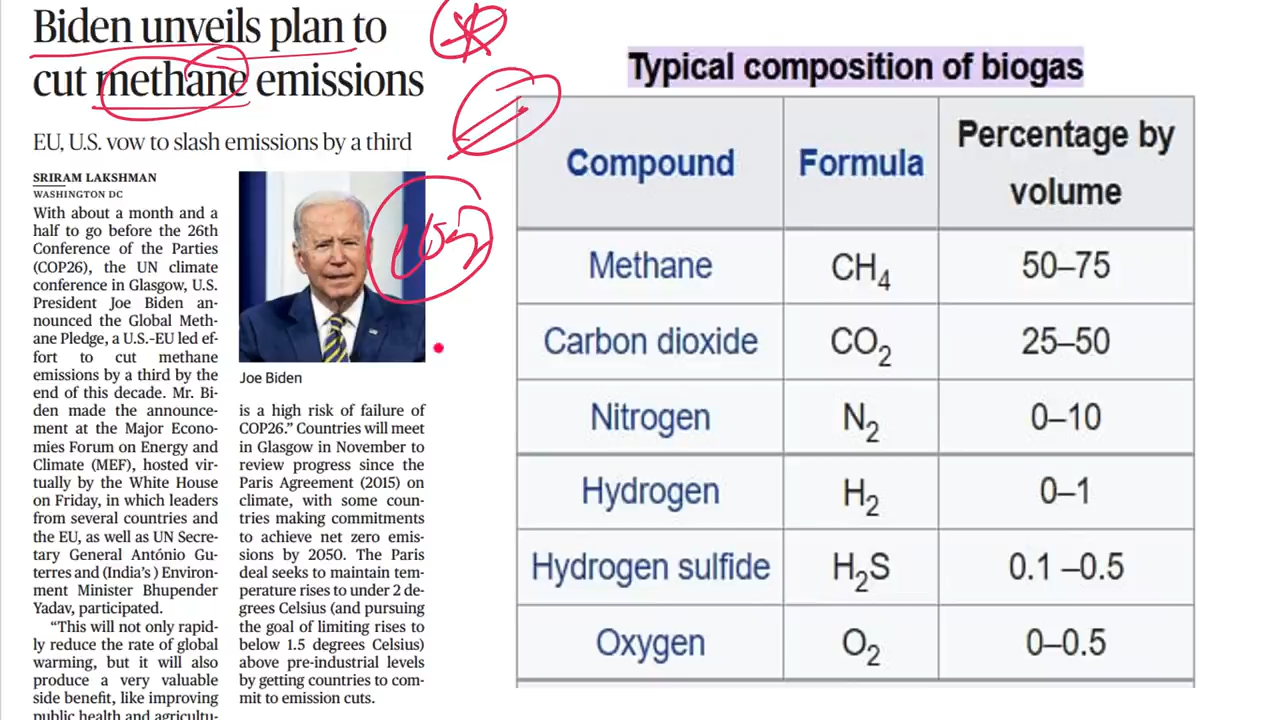 Biden unveils plan to
cut methane emissions
EU, U.S. vow to slash emissions by a third
SRIRAM LAKSHMAN
WASHINGTON DC
With about a month and a
half to go before the 26th
Conference of the Parties
(COP26), the UN climate
conference in Glasgow, U.S.
President Joe Biden an-
nounced the Global Meth-
ane Pledge, a U.S.-EU led ef-
fort to cut methane
emissions by a third by the
end of this decade. Mr. Bi-
den made the announce-
ment at the Major Econo-
mies Forum on Energy and
Climate (MEF), hosted vir-
tually by the White House
on Friday, in which leaders
from several countries and
the EU, as well as UN Secre-
tary General António Gu-
terres and (India's) Environ-
ment Minister Bhupender
Yadav, participated.
"This will not only rapid-
ly reduce the rate of global
warming, but it will also
produce a very valuable
side benefit, like improving
public health and agricultu-
Joe Biden
is a high risk of failure of
COP26." Countries will meet
in Glasgow in November to
review progress since the
Paris Agreement (2015) on
climate, with some coun-
tries making commitments
to achieve net zero emis-
sions by 2050. The Paris
deal seeks to maintain tem-
perature rises to under 2 de-
grees Celsius (and pursuing
the goal of limiting rises to
below 1.5 degrees Celsius)
above pre-industrial levels
by getting countries to com-
mit to emission cuts.
Typical composition of biogas
Compound Formula Percentage by volume
Methane CH4 50–75
Carbon dioxide CO2 25–50
Nitrogen N2 0–10
Hydrogen H2 0–1
Hydrogen sulfide H2S 0.1 –0.5
Oxygen O2 0–0.5